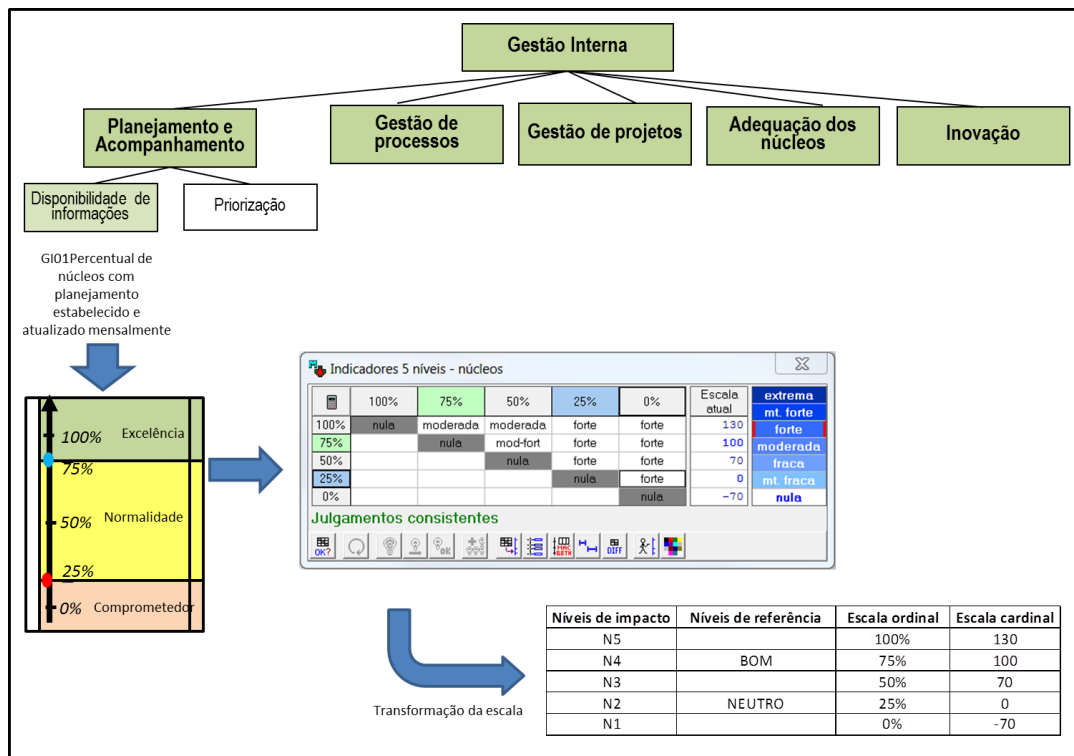 Gestão Interna
Planejamento e
Acompanhamento
Gestão de
processos
Gestão de projetos
Adequação dos
núcleos
Inovação
Disponibilidade de
informações
Priorização
GI01Percentual de
núcleos com
planejamento
estabelecido e
atualizado mensalmente
100% Excelência
75%
50% Normalidade
25%
0% Comprometedor
Indicadores 5 níveis - núcleos
100% 75% 50% 25% 0% Escala
atual
100% nula moderada moderada forte forte 130
75% nula mod-fort forte forte 100
50% nula forte forte 70
25% nula forte 0
0% nula -70
extrema
mt. forte
forte
moderada
fraca
mt. fraca
nula
Julgamentos consistentes
OK?
OK
MAC
BETH
DIFF
Transformação da escala
Níveis de impacto Níveis de referência Escala ordinal Escala cardinal
N5 100% 130
N4 BOM 75% 100
N3 50% 70
N2 NEUTRO 25% 0
N1 0% -70